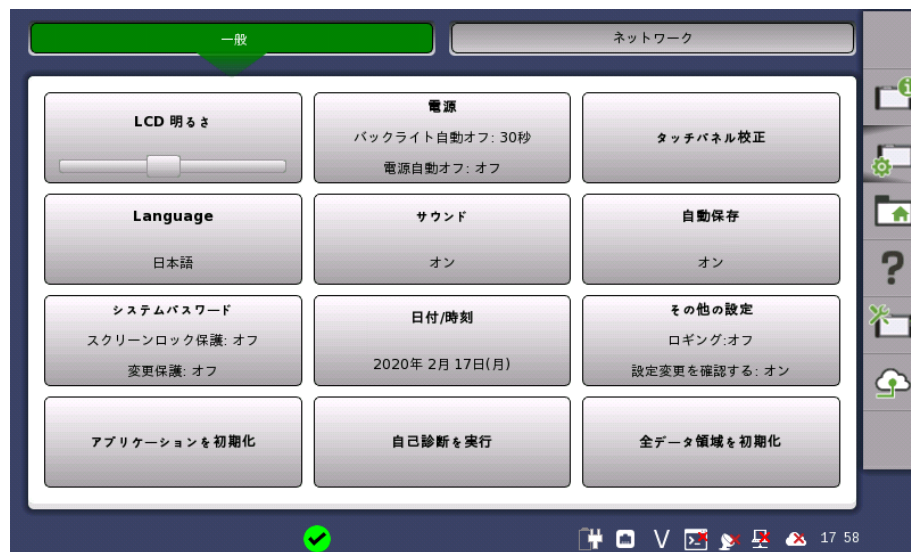 一般
ネットワーク
LCD 明るさ
電源
バックライト自動オフ: 30秒
電源自動オフ: オフ
タッチパネル校正
Language
日本語
サウンド
オン
自動保存
オン
システムパスワード
スクリーンロック保護: オフ
変更保護: オフ
日付/時刻
2020年 2月 17日(月)
その他の設定
ロギング:オフ
設定変更を確認する: オン
アプリケーションを初期化
自己診断を実行
全データ領域を初期化
V
17 58